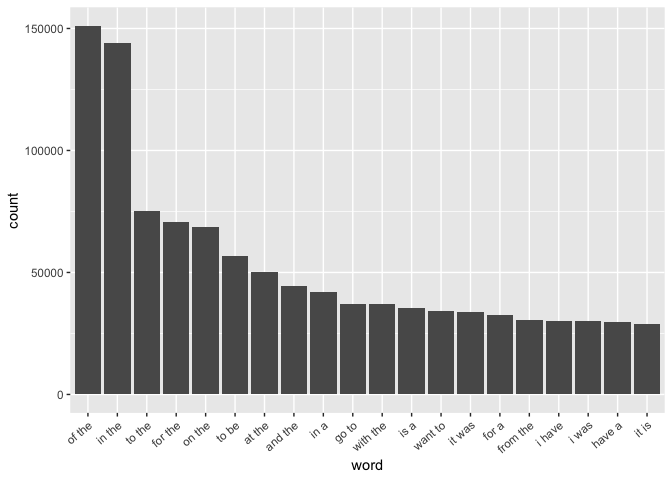 150000
100000
50000
0
count
of the
in the
to the
for the
on the
to be
at the
and the
in a
go to
with the
is a
want to
it was
for a
from the
i have
i was
have a
it is
word